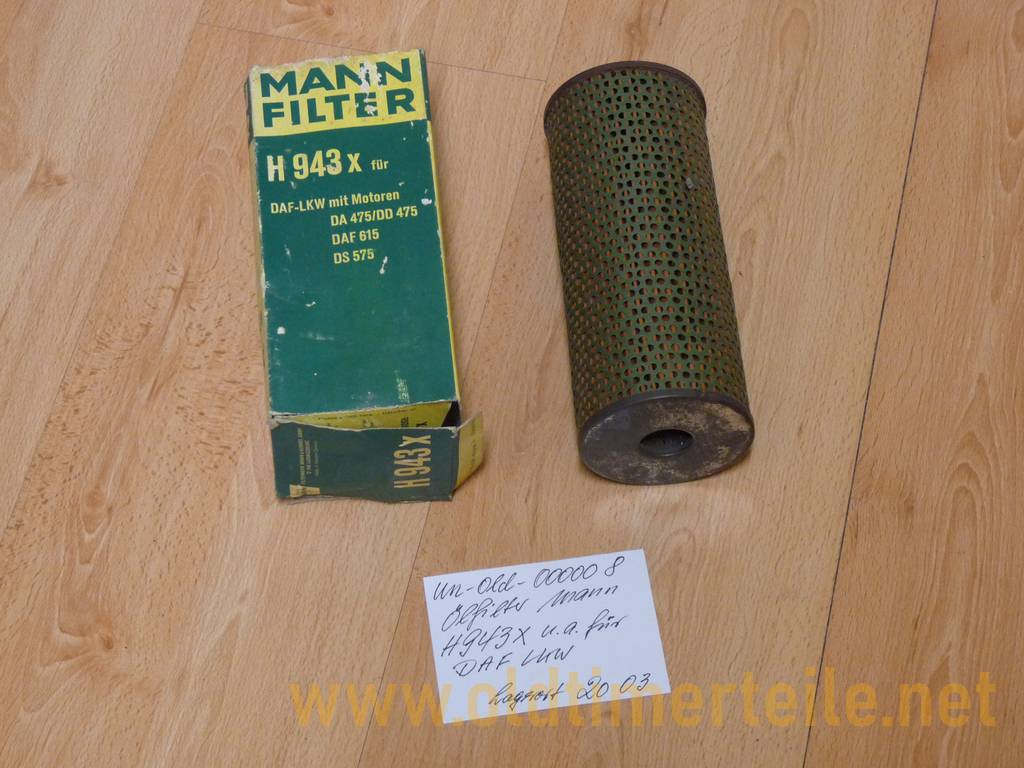 MANN
FILTER
H 943 x für
DAF-LKW mit Motoren
DA 475/DD 475
DAF 615
DS 575
H 943 x
un-Old-00000 8
Ölfilter Mann
H943X u.a. für
DAF LKW
Lagerort 20 03
www.oldtimerteile.net